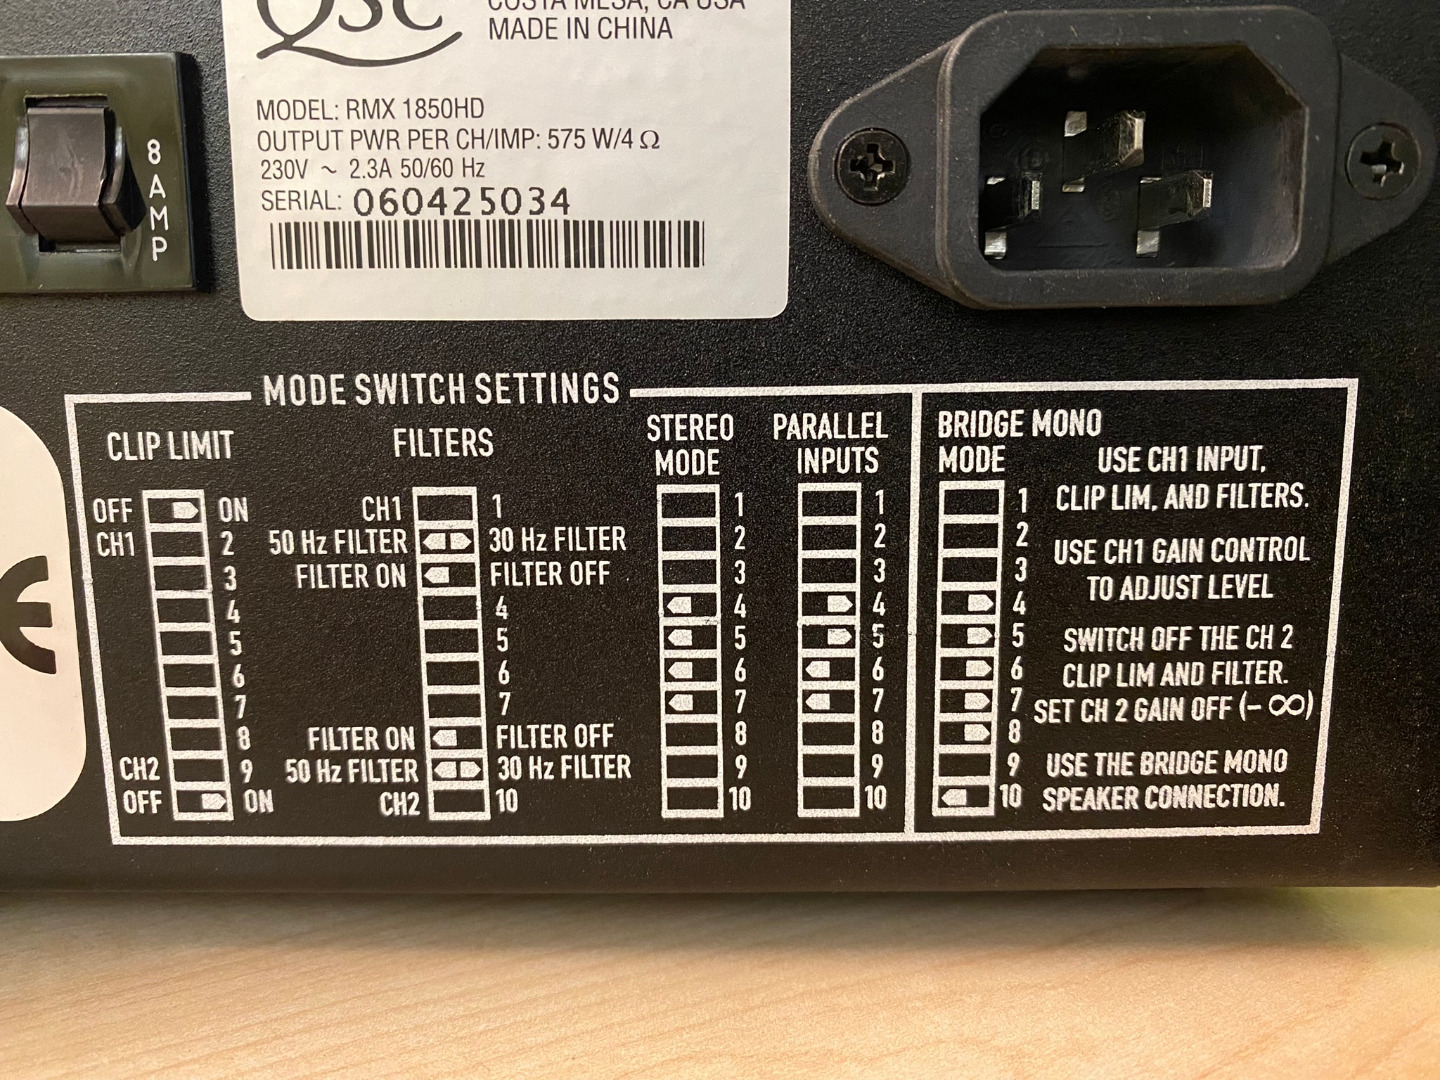 QSC
COSTA MESA, CA USA
MADE IN CHINA
MODEL: RMX 1850HD
OUTPUT PWR PER CH/IMP: 575 W/4 Ω
230V ~ 2.3A 50/60 Hz
SERIAL: 060425034
8 AMP
CE
MODE SWITCH SETTINGS
CLIP LIMIT
OFF ON
CH1 2
3
4
5
6
7
8
CH2 9
OFF ON
FILTERS
CH1 1
50 Hz FILTER 30 Hz FILTER
FILTER ON FILTER OFF
4
5
6
7
FILTER ON FILTER OFF
50 Hz FILTER 30 Hz FILTER
CH2 10
STEREO
MODE
1
2
3
4
5
6
7
8
9
10
PARALLEL
INPUTS
1
2
3
4
5
6
7
8
9
10
BRIDGE MONO
MODE
1
2
3
4
5
6
7
8
9
10
USE CH1 INPUT,
CLIP LIM, AND FILTERS.
USE CH1 GAIN CONTROL
TO ADJUST LEVEL
SWITCH OFF THE CH 2
CLIP LIM AND FILTER.
SET CH 2 GAIN OFF (-∞)
USE THE BRIDGE MONO
SPEAKER CONNECTION.